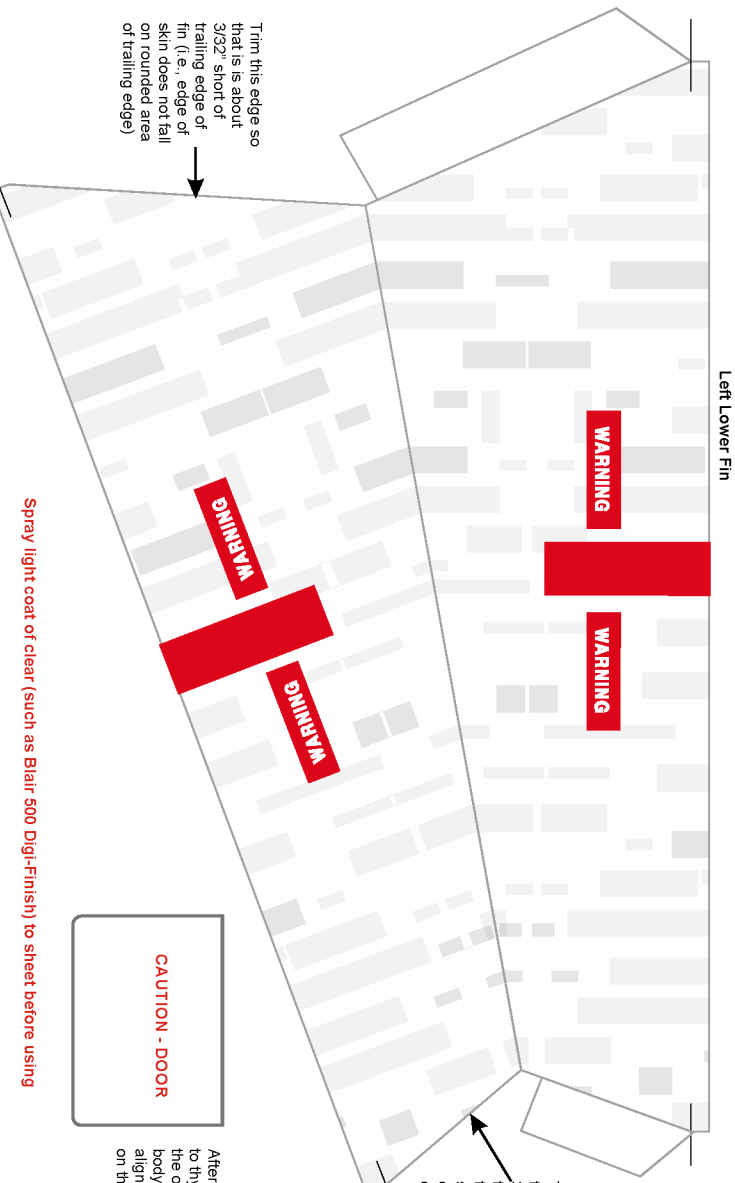 Left Lower Fin
Trim this edge so
that is is about
3/32" short of
trailing edge of
fin (i.e., edge of
skin does not fall
on rounded area
of trailing edge)
WARNING
WARNING
WARNING
WARNING
CAUTION - DOOR
After
to
the
body
align
on
Spray light coat of clear (such as Blair 500 Digi-Finish) to sheet before using